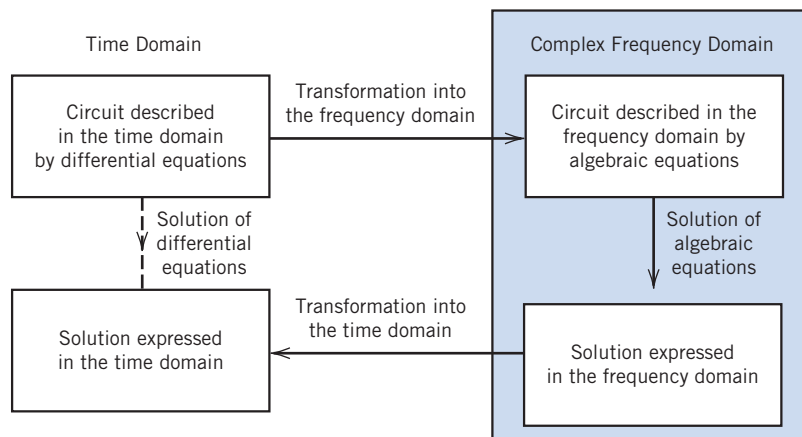 Time Domain
Complex Frequency Domain
Circuit described
in the time domain
by differential equations
Transformation into
the frequency domain
Circuit described in the
frequency domain by
algebraic equations
Solution of
differential
equations
Solution of
algebraic
equations
Solution expressed
in the time domain
Transformation into
the time domain
Solution expressed
in the frequency domain